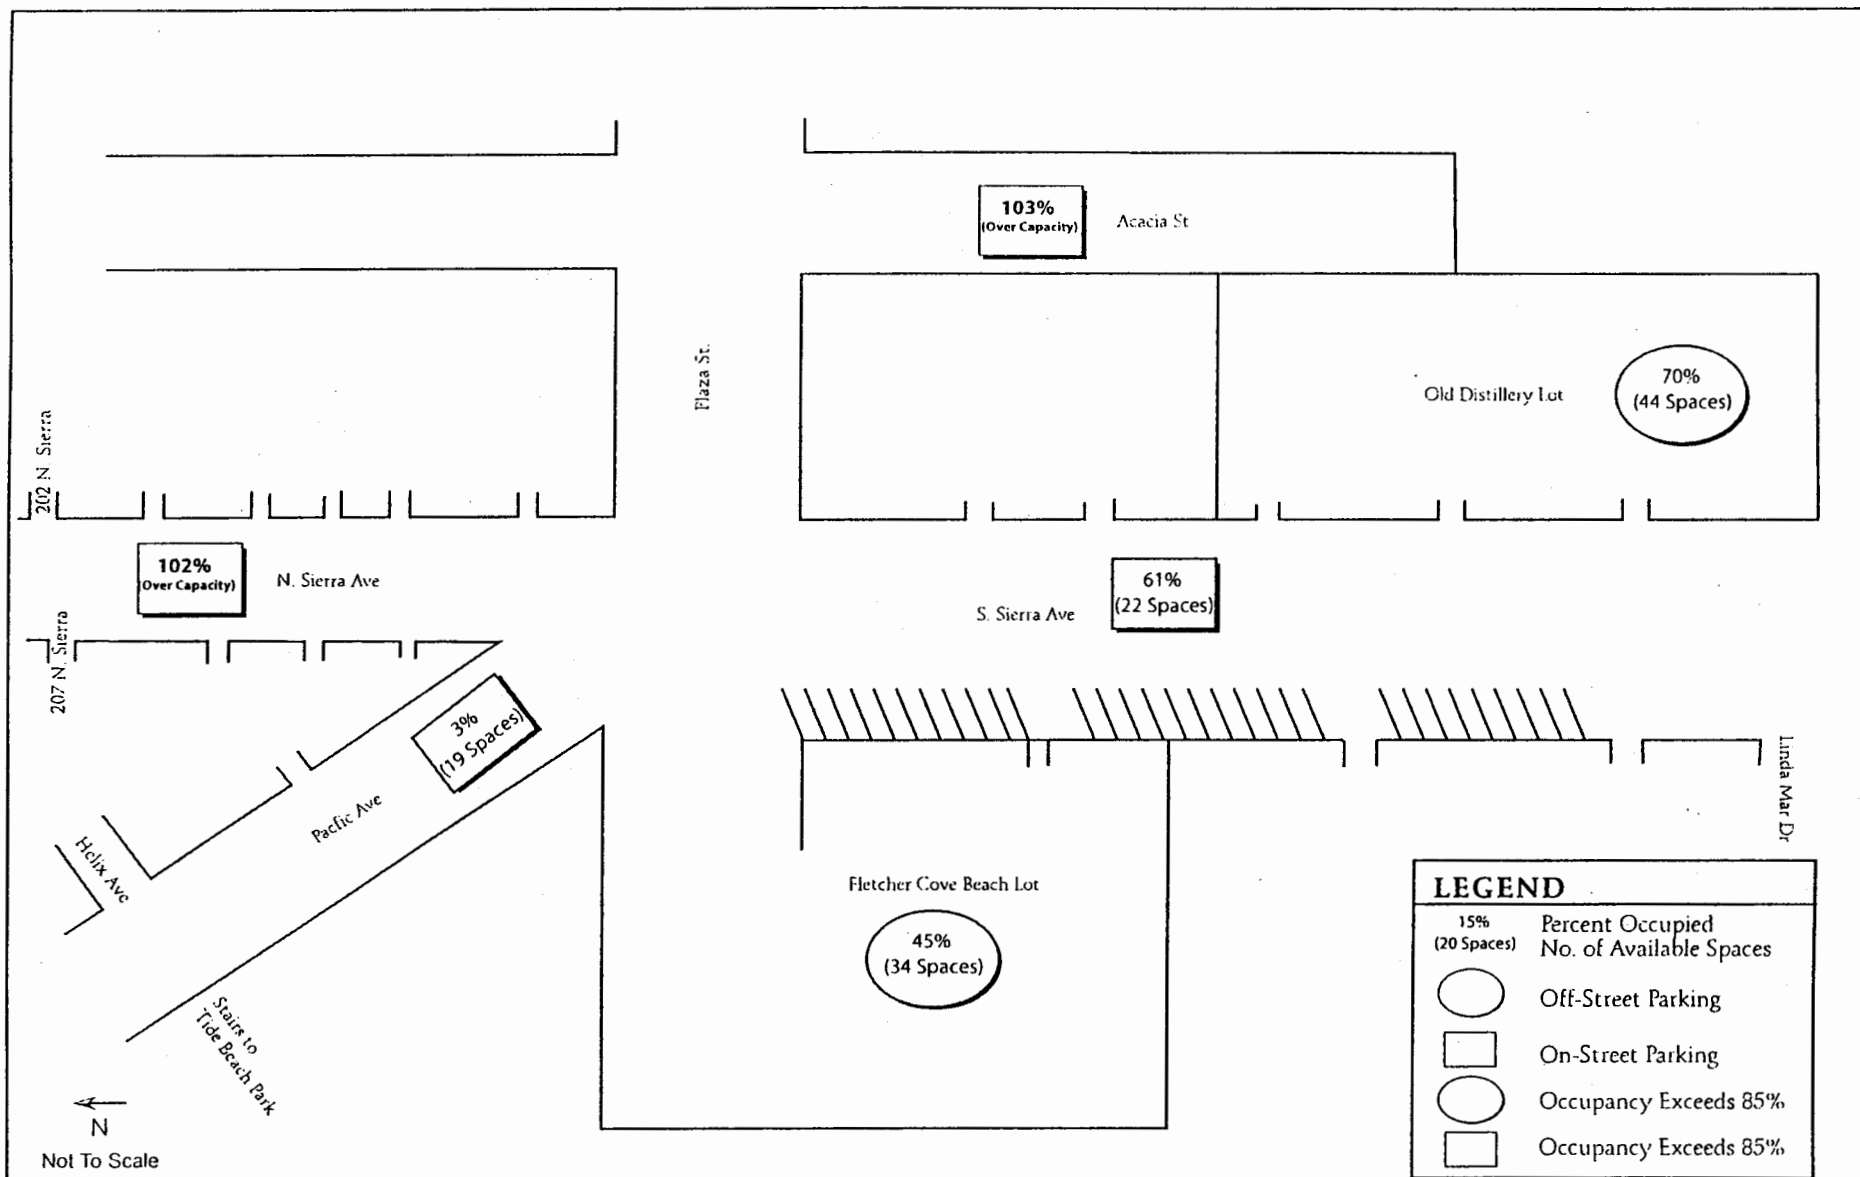 103%
(Over Capacity)
Acacia St
Plaza St.
Old Distillery Lot
70%
(44 Spaces)
202 N. Sierra
102%
(Over Capacity)
N. Sierra Ave
61%
(22 Spaces)
S. Sierra Ave
207 N. Sierra
3%
(19 Spaces)
Pacfic Ave
Helix Ave
Linda Mar Dr
Fletcher Cove Beach Lot
45%
(34 Spaces)
Stairs to
Tide Beach Park
N
Not To Scale
LEGEND
15%
(20 Spaces)
Percent Occupied
No. of Available Spaces
Off-Street Parking
On-Street Parking
Occupancy Exceeds 85%
Occupancy Exceeds 85%